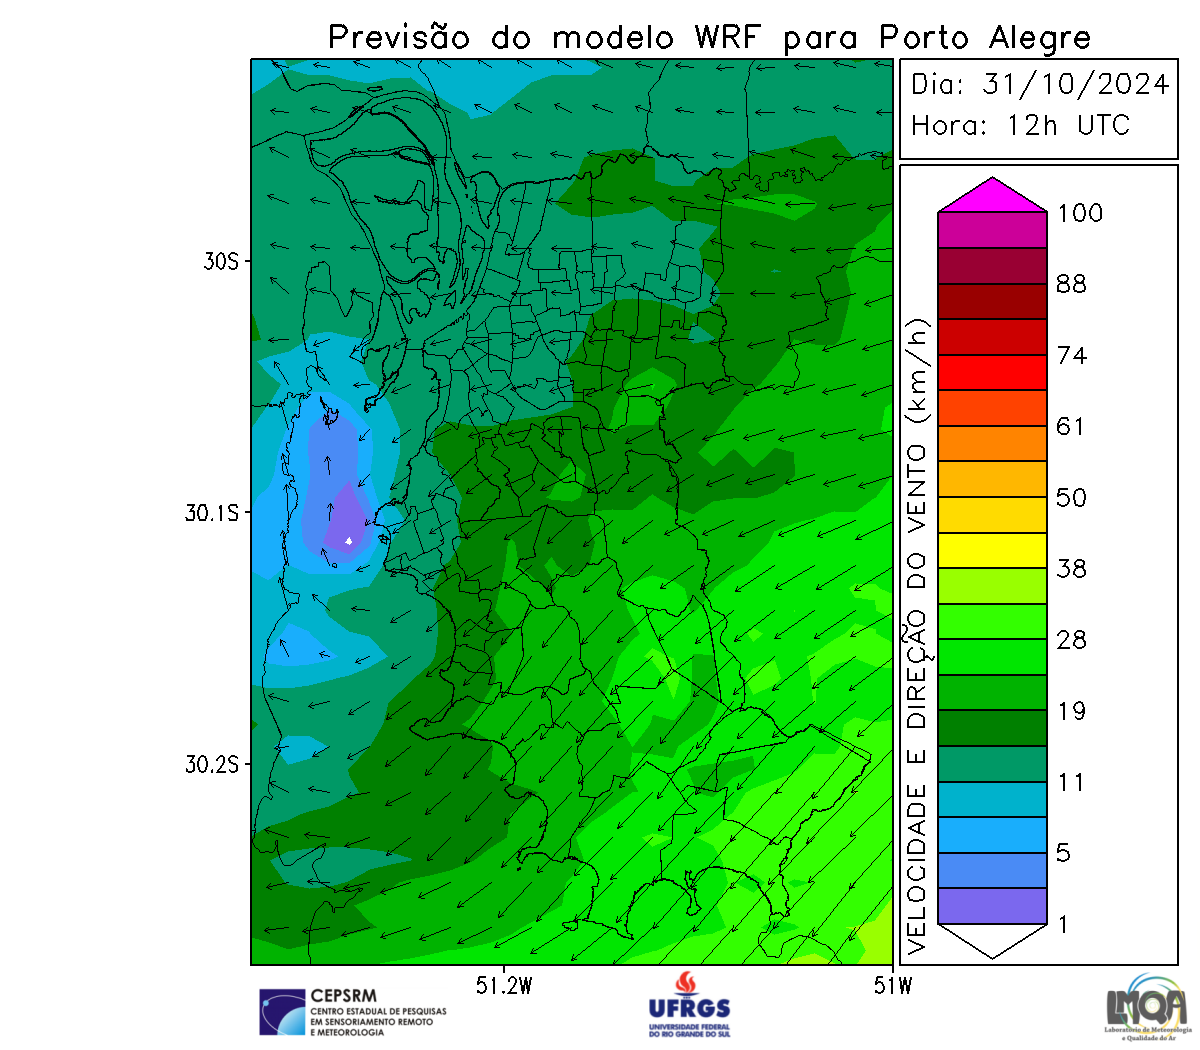 Previsão do modelo WRF para Porto Alegre
Dia: 31/10/2024
Hora: 12h UTC
100
88
74
61
50
38
28
19
11
5
1
VELOCIDADE E DIREÇÃO DO VENTO (km/h)
30S
30.1S
30.2S
51.2W
51W
CEPSRM
CENTRO ESTADUAL DE PESQUISAS
EM SENSORIAMENTO REMOTO
E METEOROLOGIA
UFRGS
UNIVERSIDADE FEDERAL
DO RIO GRANDE DO SUL
LMQA
Laboratório de Meteorologia
e Qualidade do Ar